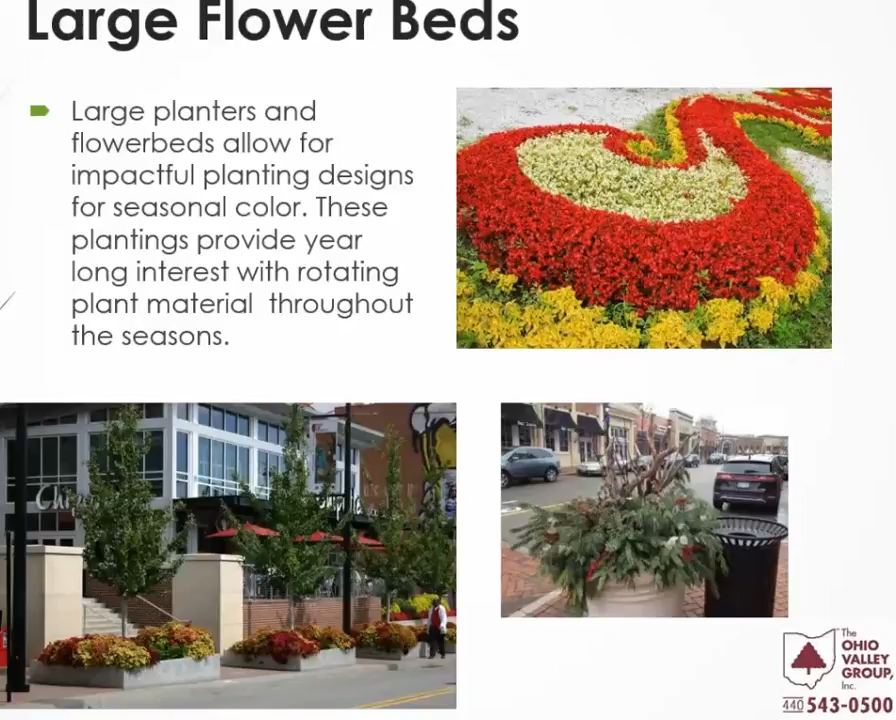 Large Flower Beds
Large planters and
flowerbeds allow for
impactful planting designs
for seasonal color. These
plantings provide year
long interest with rotating
plant material  throughout
the seasons.
The
OHIO
VALLEY
GROUP,
Inc.
440 543-0500